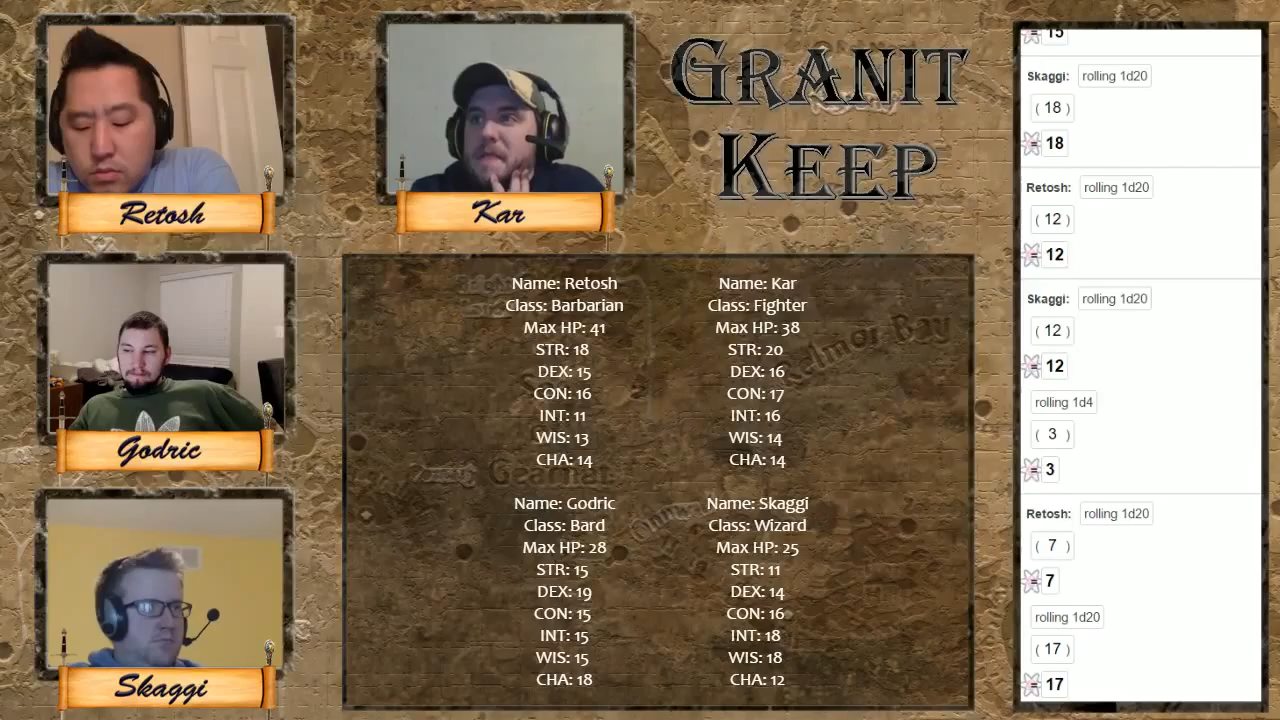 Retosh
Kar
Godric
Skaggi
GRANIT
KEEP
Name: Retosh
Class: Barbarian
Max HP: 41
STR: 18
DEX: 15
CON: 16
INT: 11
WIS: 13
CHA: 14
Name: Kar
Class: Fighter
Max HP: 38
STR: 20
DEX: 16
CON: 17
INT: 16
WIS: 14
CHA: 14
Name: Godric
Class: Bard
Max HP: 28
STR: 15
DEX: 19
CON: 15
INT: 15
WIS: 15
CHA: 18
Name: Skaggi
Class: Wizard
Max HP: 25
STR: 11
DEX: 14
CON: 16
INT: 18
WIS: 18
CHA: 12
= 15
Skaggi: rolling 1d20
( 18 )
= 18
Retosh: rolling 1d20
( 12 )
= 12
Skaggi: rolling 1d20
( 12 )
= 12
rolling 1d4
( 3 )
= 3
Retosh: rolling 1d20
( 7 )
= 7
rolling 1d20
( 17 )
= 17